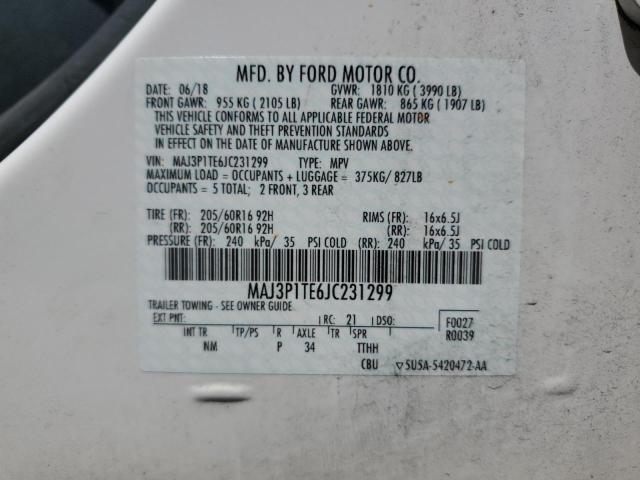 MFD. BY FORD MOTOR CO.
DATE: 06/18 GVWR: 1810 KG ( 3990 LB)
FRONT GAWR: 955 KG ( 2105 LB) REAR GAWR: 865 KG ( 1907 LB)
THIS VEHICLE CONFORMS TO ALL APPLICABLE FEDERAL MOTOR
VEHICLE SAFETY AND THEFT PREVENTION STANDARDS
IN EFFECT ON THE DATE OF MANUFACTURE SHOWN ABOVE.
VIN: MAJ3P1TE6JC231299 TYPE: MPV
MAXIMUM LOAD = OCCUPANTS + LUGGAGE = 375KG/ 827LB
OCCUPANTS = 5 TOTAL; 2 FRONT, 3 REAR
TIRE (FR): 205/60R16 92H RIMS (FR): 16x6.5J
(RR): 205/60R16 92H (RR): 16x6.5J
PRESSURE (FR): 240 kPa/ 35 PSI COLD (RR): 240 kPa/ 35 PSI COLD
MAJ3P1TE6JC231299
TRAILER TOWING - SEE OWNER GUIDE.
EXT PNT: RC: 21 DSO: F0027
INT TR TP/PS R AXLE TR SPR R0039
NM P 34 TTHH
CBU 5U5A-5420472-AA